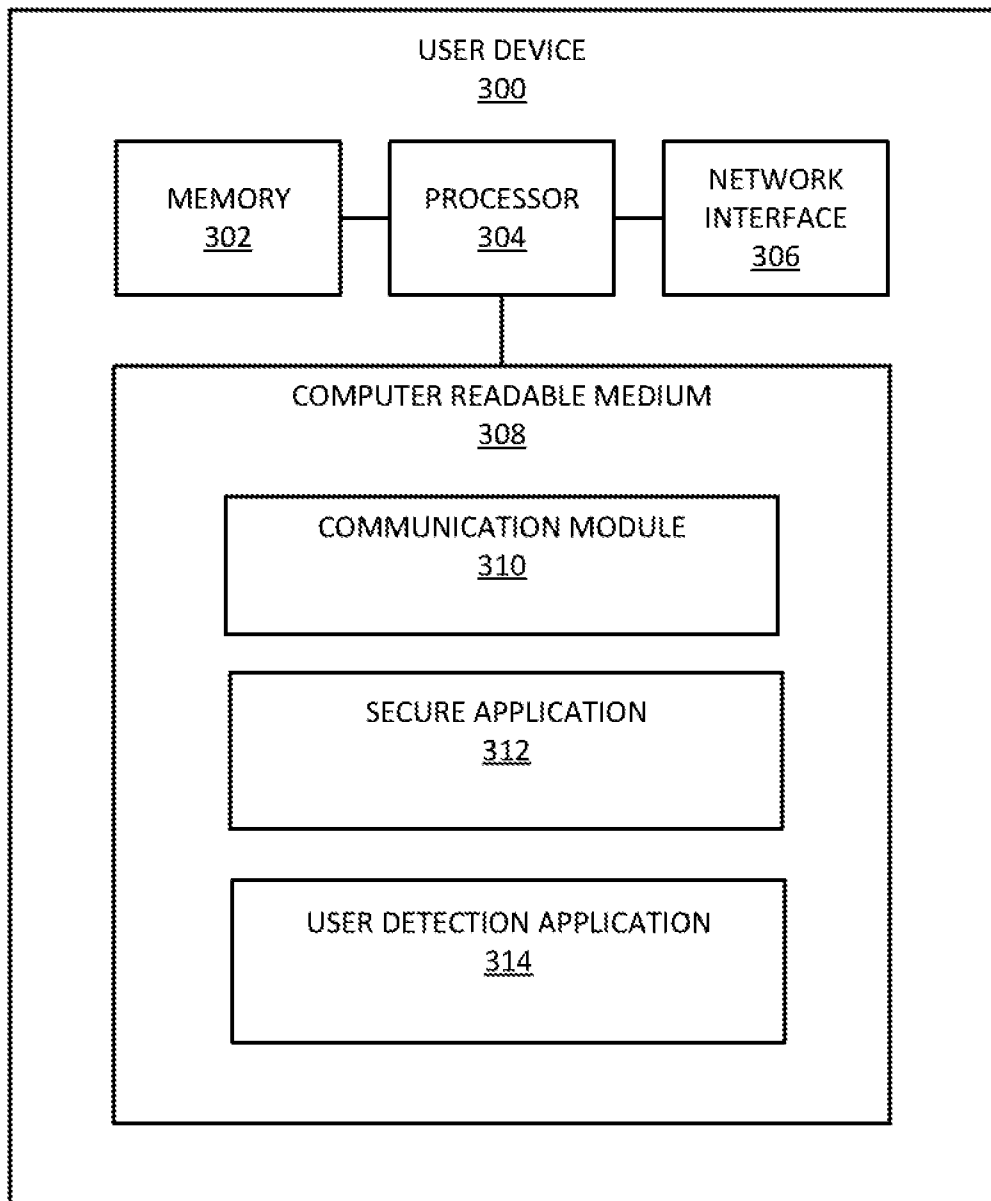 USER DEVICE
300
MEMORY
302
PROCESSOR
304
NETWORK
INTERFACE
306
COMPUTER READABLE MEDIUM
308
COMMUNICATION MODULE
310
SECURE APPLICATION
312
USER DETECTION APPLICATION
314